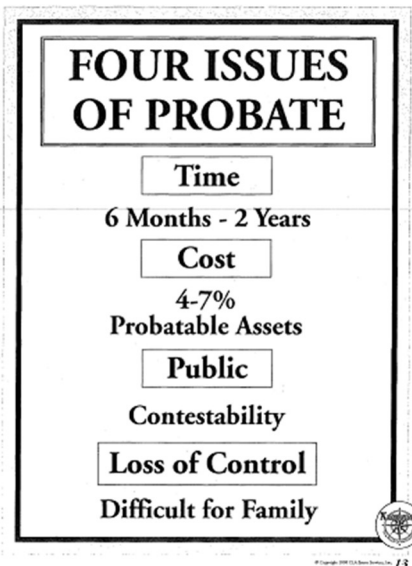 FOUR ISSUES
OF PROBATE
Time
6 Months - 2 Years
Cost
4-7%
Probatable Assets
Public
Contestability
Loss of Control
Difficult for Family
13